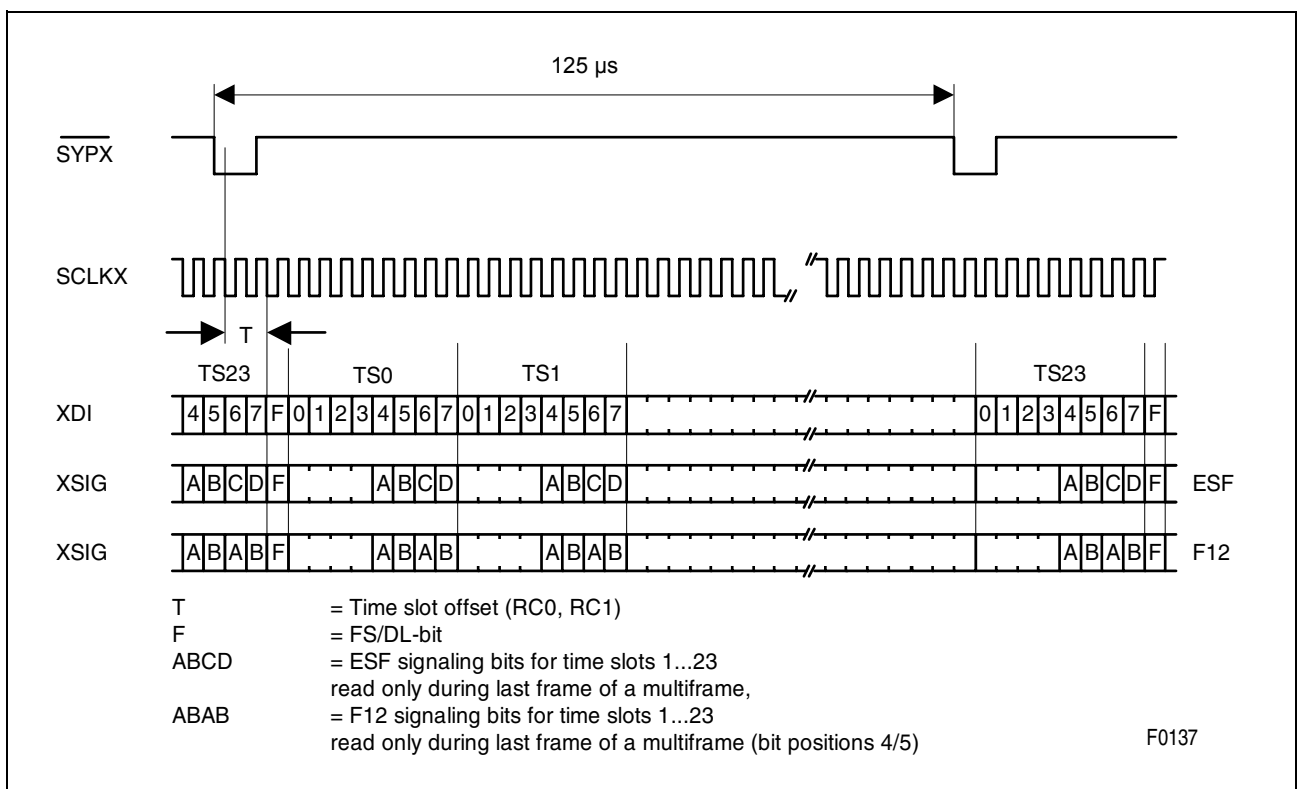 125 µs
SYPX
SCLKX
T
TS23 TS0 TS1 TS23
XDI 4 5 6 7 F 0 1 2 3 4 5 6 7 0 1 2 3 4 5 6 7 0 1 2 3 4 5 6 7 F
XSIG A B C D F A B C D A B C D A B C D F ESF
XSIG A B A B F A B A B A B A B A B A B F F12
T = Time slot offset (RC0, RC1)
F = FS/DL-bit
ABCD = ESF signaling bits for time slots 1...23
read only during last frame of a multiframe,
ABAB = F12 signaling bits for time slots 1...23
read only during last frame of a multiframe (bit positions 4/5)
F0137